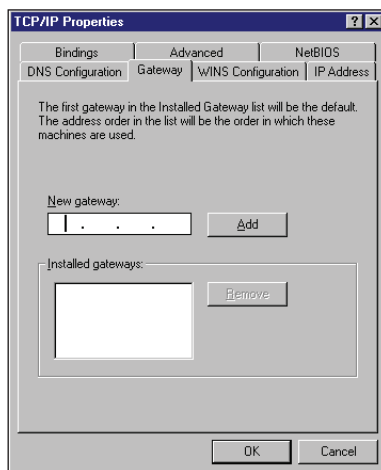 TCP/IP Properties
Bindings Advanced NetBIOS
DNS Configuration Gateway WINS Configuration IP Address
The first gateway in the Installed Gateway list will be the default.
The address order in the list will be the order in which these
machines are used.
New gateway:
. . .
Add
Installed gateways:
Remove
OK Cancel